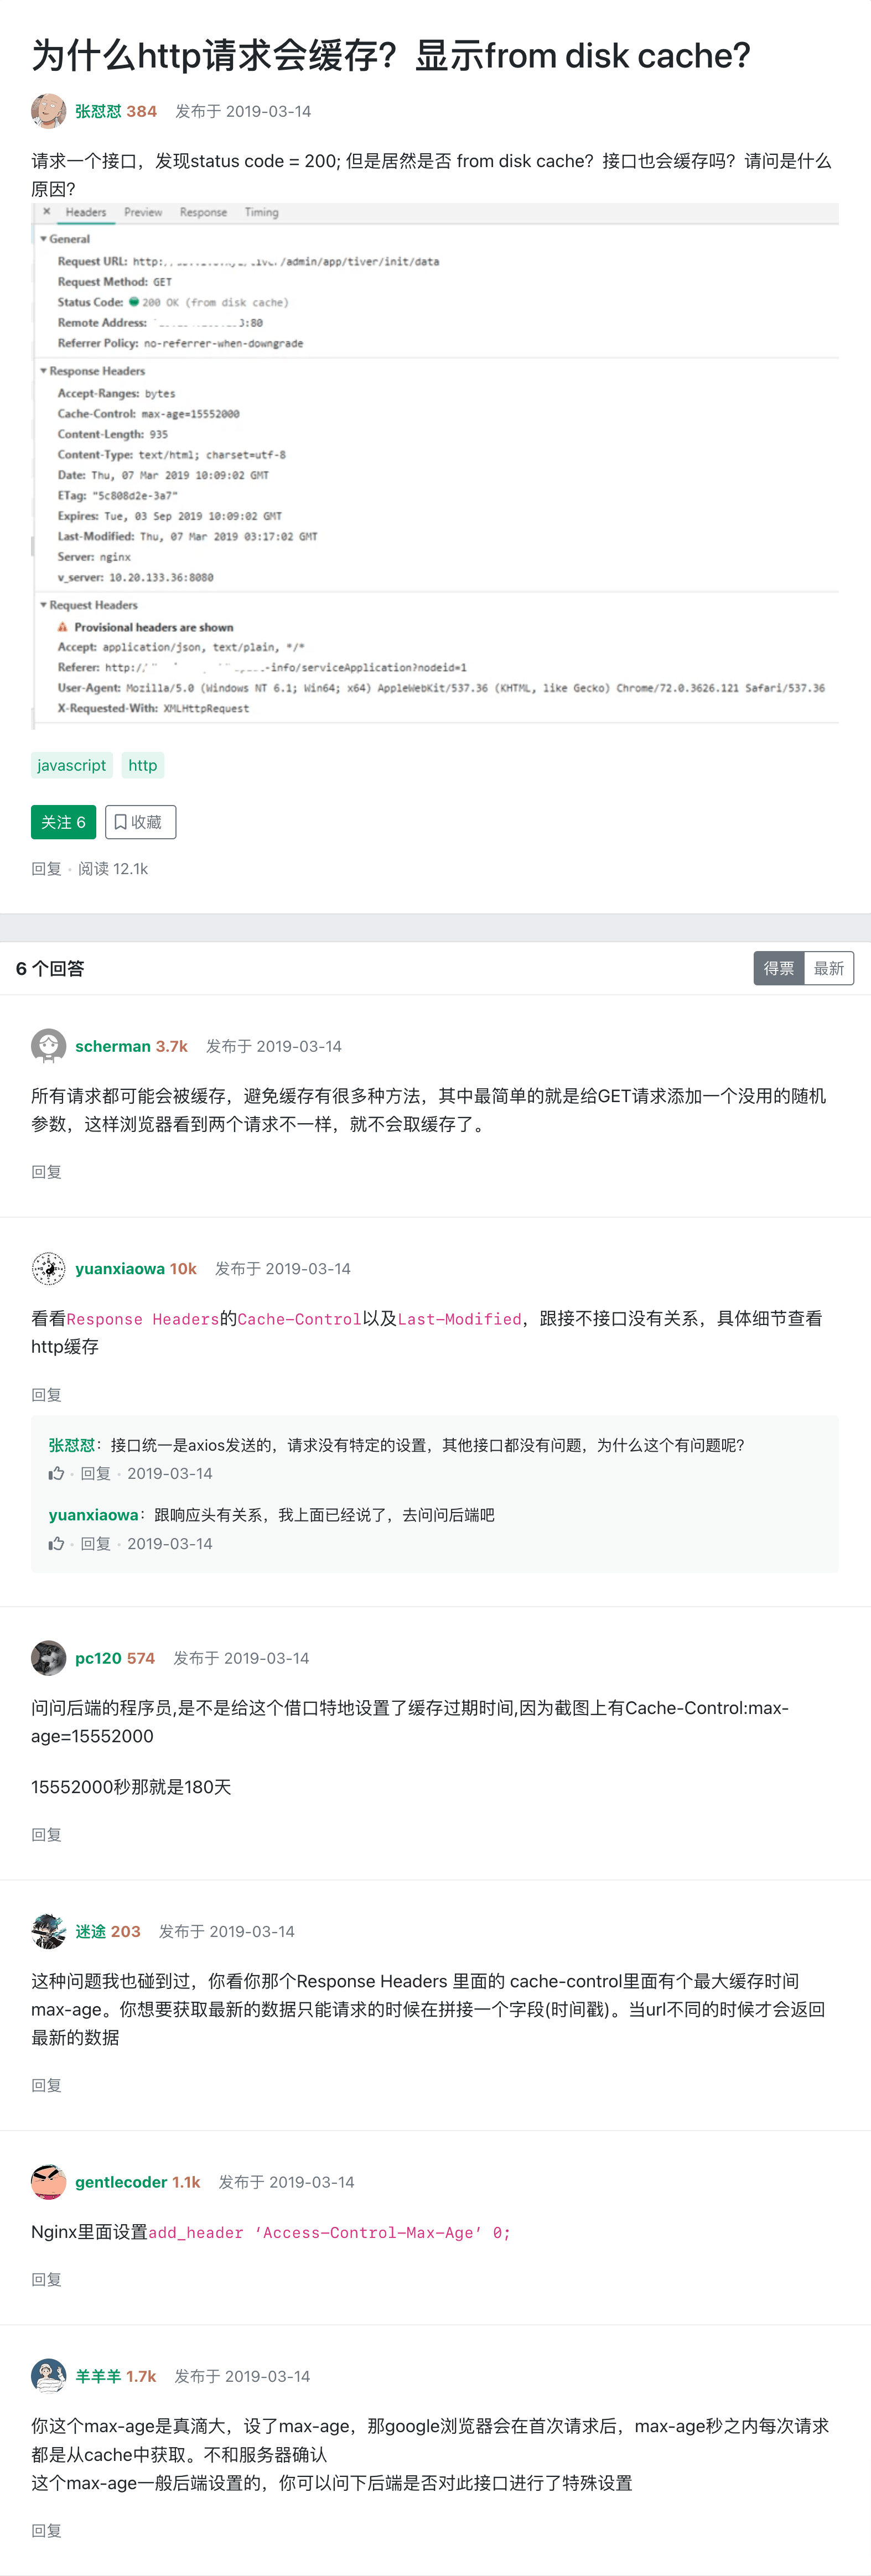 为什么http请求会缓存？显示from disk cache?
张怼怼 384 发布于 2019-03-14
请求一个接口，发现status code = 200; 但是居然是否 from disk cache？接口也会缓存吗？请问是什么
原因?
× Headers Preview Response Timing
General
Request URL: http: /admin/app/tiver/init/data
Request Method: GET
Status Code: 200 OK (from disk cache)
Remote Address: :80
Referrer Policy: no-referrer-when-downgrade
Response Headers
Accept-Ranges: bytes
Cache-Control: max-age=15552000
Content-Length: 935
Content-Type: text/html; charset=utf-8
Date: Thu, 07 Mar 2019 10:09:02 GMT
ETag: "5c808d2e-3a7"
Expires: Tue, 03 Sep 2019 10:09:02 GMT
Last-Modified: Thu, 07 Mar 2019 03:17:02 GMT
Server: nginx
v_server: 10.20.133.36:8080
Request Headers
Provisional headers are shown
Accept: application/json, text/plain, */*
Referer: http:/ -info/serviceApplication?nodeid=1
User-Agent: Mozilla/5.0 (Windows NT 6.1; Win64; x64) AppleWebKit/537.36 (KHTML, like Gecko) Chrome/72.0.3626.121 Safari/537.36
X-Requested-With: XMLHttpRequest
javascript http
关注 6 收藏
回复 · 阅读 12.1k
6 个回答 得票 最新
scherman 3.7k 发布于 2019-03-14
所有请求都可能会被缓存，避免缓存有很多种方法，其中最简单的就是给GET请求添加一个没用的随机
参数，这样浏览器看到两个请求不一样，就不会取缓存了。
回复
yuanxiaowa 10k 发布于 2019-03-14
看看Response Headers的Cache-Control以及Last-Modified，跟接不接口没有关系，具体细节查看
http缓存
回复
张怼怼：接口统一是axios发送的，请求没有特定的设置，其他接口都没有问题，为什么这个有问题呢?
· 回复 · 2019-03-14
yuanxiaowa：跟响应头有关系，我上面已经说了，去问问后端吧
· 回复 · 2019-03-14
pc120 574 发布于 2019-03-14
问问后端的程序员,是不是给这个借口特地设置了缓存过期时间,因为截图上有Cache-Control:max-
age=15552000
15552000秒那就是180天
回复
迷途 203 发布于 2019-03-14
这种问题我也碰到过，你看你那个Response Headers 里面的 cache-control里面有个最大缓存时间
max-age。你想要获取最新的数据只能请求的时候在拼接一个字段(时间戳)。当url不同的时候才会返回
最新的数据
回复
gentlecoder 1.1k 发布于 2019-03-14
Nginx里面设置add_header ‘Access-Control-Max-Age’ 0;
回复
羊羊羊 1.7k 发布于 2019-03-14
你这个max-age是真滴大，设了max-age，那google浏览器会在首次请求后，max-age秒之内每次请求
都是从cache中获取。不和服务器确认
这个max-age一般后端设置的，你可以问下后端是否对此接口进行了特殊设置
回复